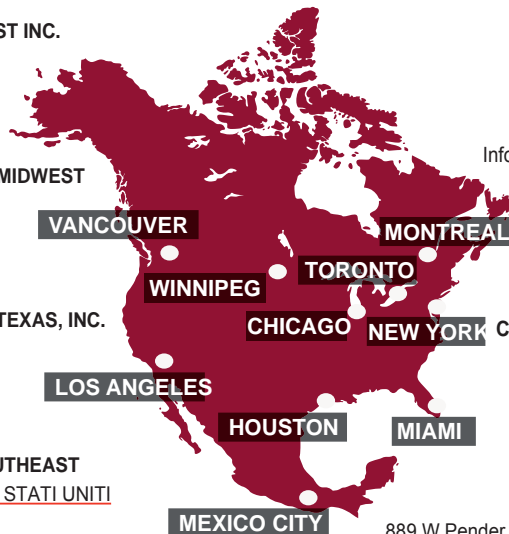 ST INC.
Info
MIDWEST
VANCOUVER
MONTREAL
TORONTO
WINNIPEG
TEXAS, INC.
CHICAGO
NEW YORK
C
LOS ANGELES
HOUSTON
MIAMI
UTHEAST
STATI UNITI
MEXICO CITY
889 W Pender